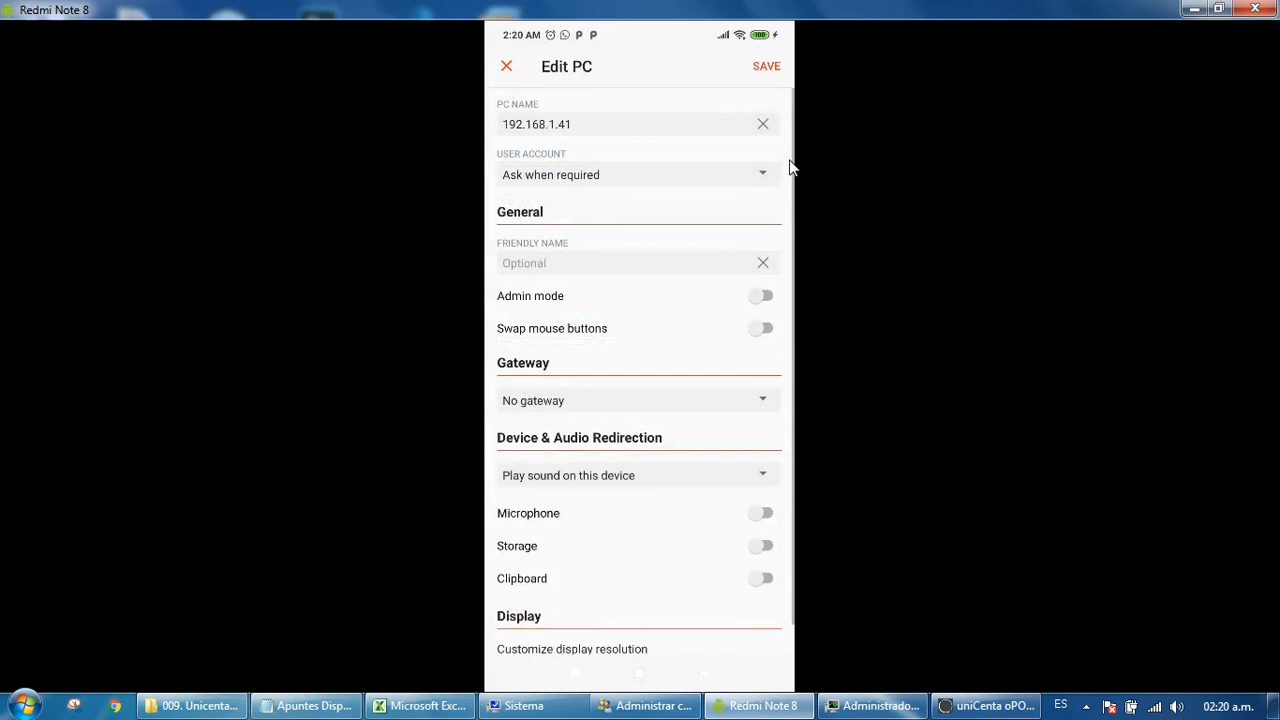 Redmi Note 8
2:20 AM P P 100
Edit PC SAVE
PC NAME
192.168.1.41
USER ACCOUNT
Ask when required
General
FRIENDLY NAME
Optional
Admin mode
Swap mouse buttons
Gateway
No gateway
Device & Audio Redirection
Play sound on this device
Microphone
Storage
Clipboard
Display
Customize display resolution
009. Unicenta... Apuntes Disp... Microsoft Exc... Sistema Administrar c... Redmi Note 8 Administrado... uniCenta oPO... ES 02:20 a.m.